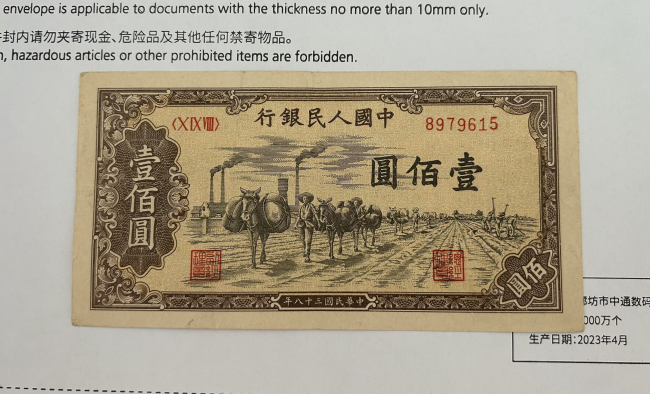 envelope is applicable to documents with the thickness no more than 10mm only.
封内请勿夹寄现金、危险品及其他任何禁寄物品。
hazardous articles or other prohibited items are forbidden.
行銀民人國中
〈XIXVIII〉
8979615
圓佰壹
壹佰圓
佰圓
年八十三國民華中
坊市中通数码
000万个
生产日期:2023年4月